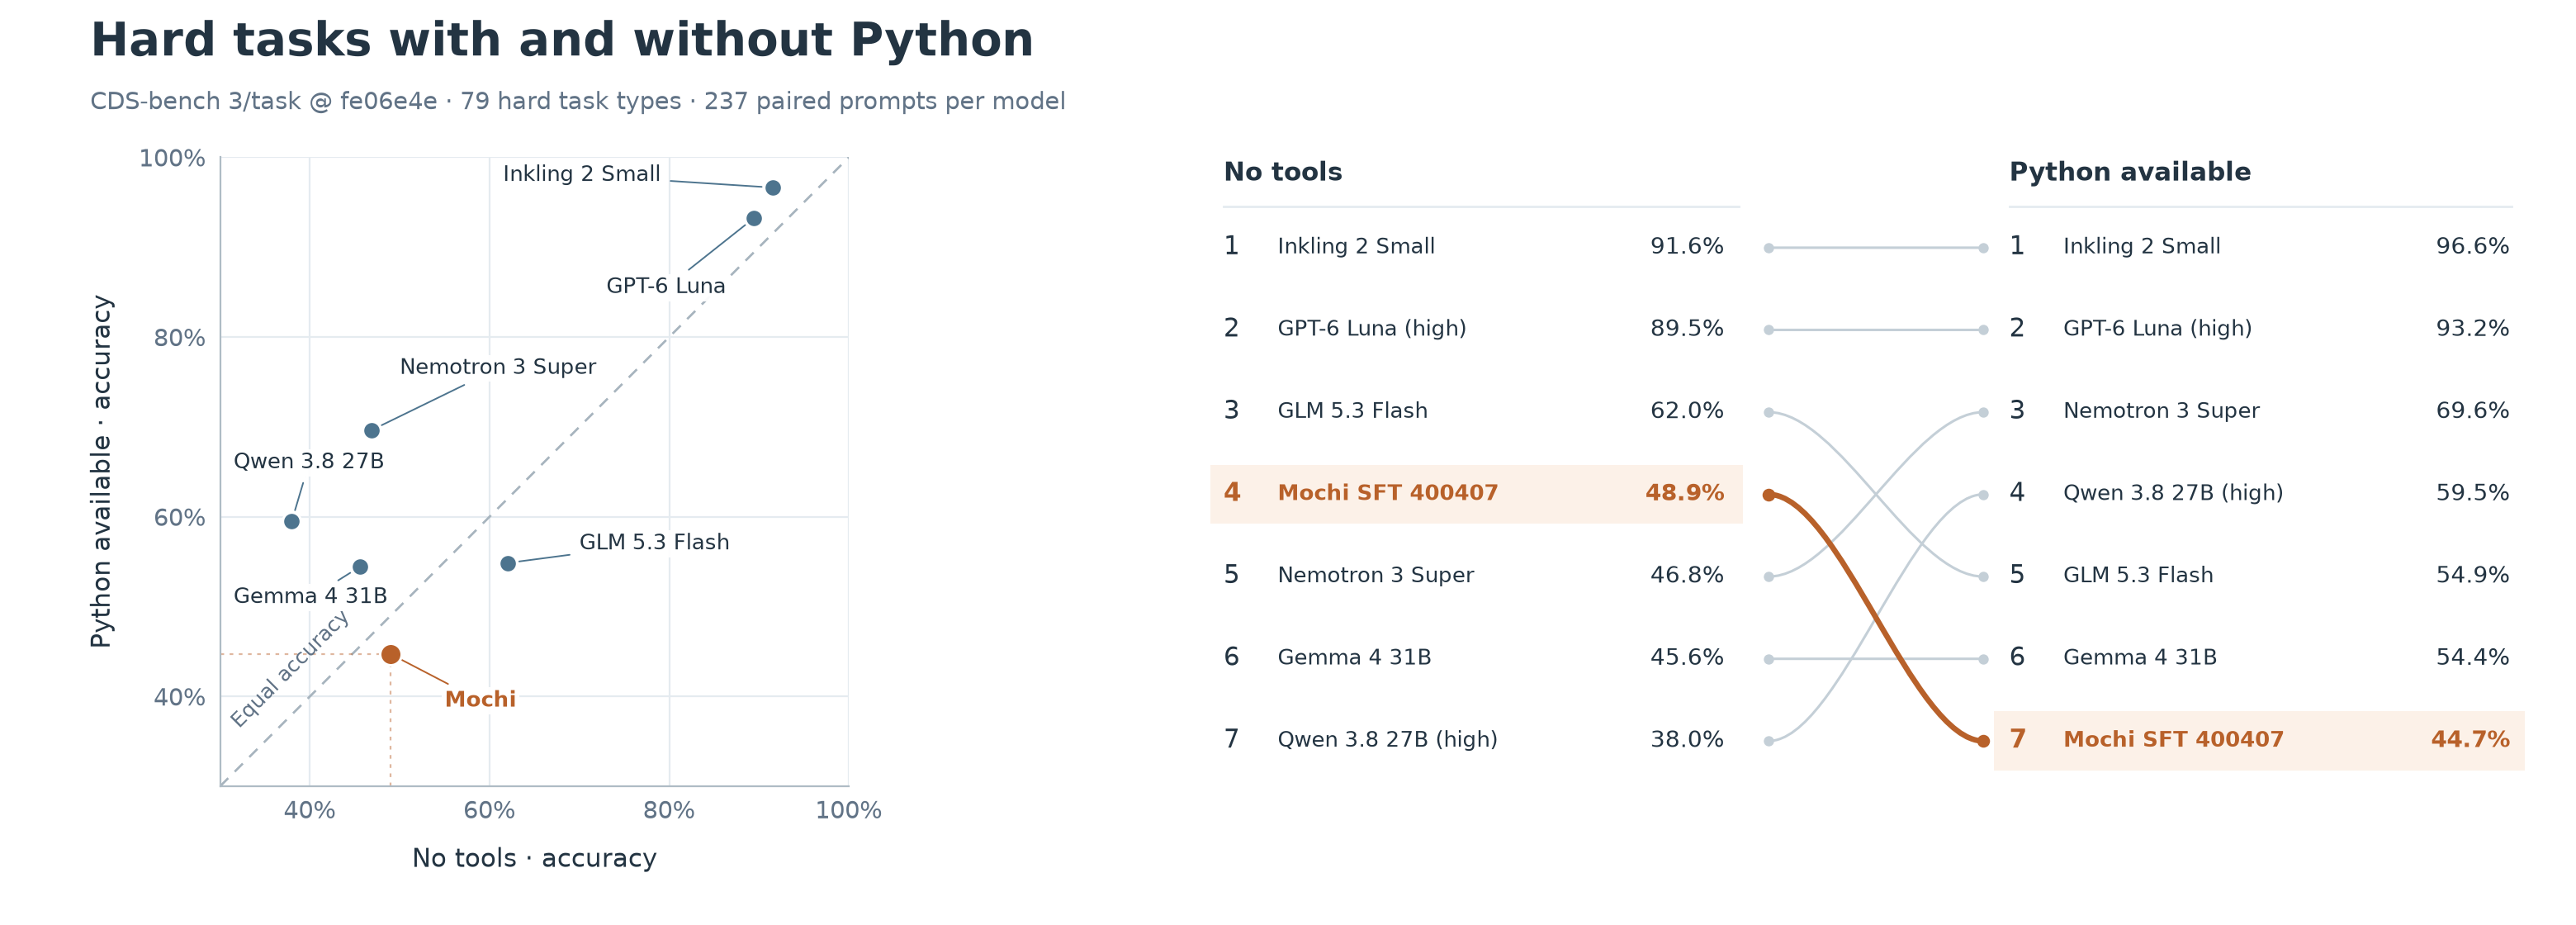 Hard tasks with and without Python
CDS-bench 3/task @ fe06e4e · 79 hard task types · 237 paired prompts per model
Python available · accuracy
100%
80%
60%
40%
Inkling 2 Small
GPT-6 Luna
Nemotron 3 Super
Qwen 3.8 27B
GLM 5.3 Flash
Gemma 4 31B
Equal accuracy
Mochi
40%
60%
80%
100%
No tools · accuracy
No tools
1 Inkling 2 Small 91.6%
2 GPT-6 Luna (high) 89.5%
3 GLM 5.3 Flash 62.0%
4 Mochi SFT 400407 48.9%
5 Nemotron 3 Super 46.8%
6 Gemma 4 31B 45.6%
7 Qwen 3.8 27B (high) 38.0%
Python available
1 Inkling 2 Small 96.6%
2 GPT-6 Luna (high) 93.2%
3 Nemotron 3 Super 69.6%
4 Qwen 3.8 27B (high) 59.5%
5 GLM 5.3 Flash 54.9%
6 Gemma 4 31B 54.4%
7 Mochi SFT 400407 44.7%